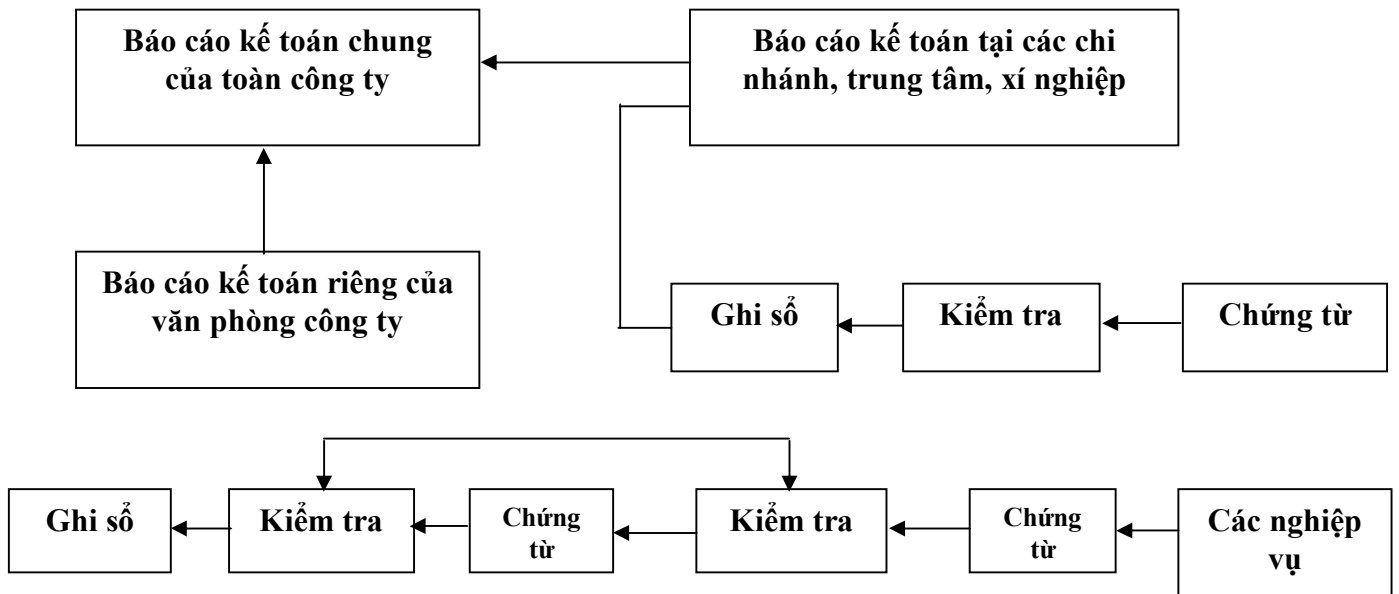 Báo cáo kế toán chung
của toàn công ty
Báo cáo kế toán tại các chi
nhánh, trung tâm, xí nghiệp
Báo cáo kế toán riêng của
văn phòng công ty
Ghi sổ
Kiểm tra
Chứng từ
Ghi sổ
Kiểm tra
Chứng
từ
Kiểm tra
Chứng
từ
Các nghiệp
vụ